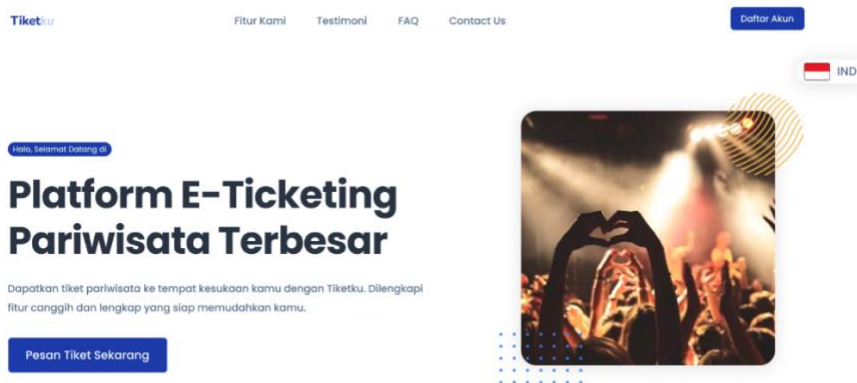 Tiketku
Fitur Kami
Testimoni
FAQ
Contact Us
Daftar Akun
IND
Halo, Selamat Datang di
Platform E-Ticketing
Pariwisata Terbesar
Dapatkan tiket pariwisata ke tempat kesukaan kamu dengan Tiketku. Dilengkapi
fitur canggih dan lengkap yang siap memudahkan kamu.
Pesan Tiket Sekarang